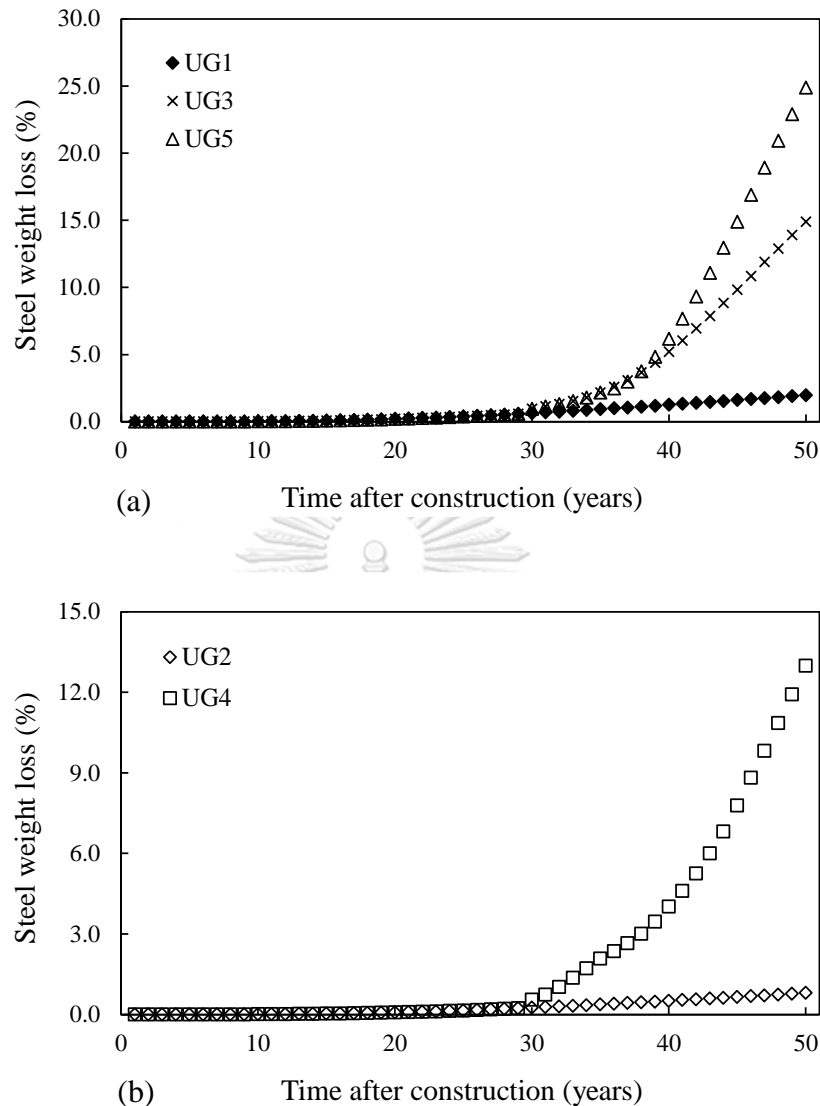 30.0
25.0
20.0
15.0
10.0
5.0
0.0
Steel weight loss (%)
UG1
UG3
UG5
0 10 20 30 40 50
(a) Time after construction (years)
15.0
12.0
9.0
6.0
3.0
0.0
Steel weight loss (%)
UG2
UG4
0 10 20 30 40 50
(b) Time after construction (years)